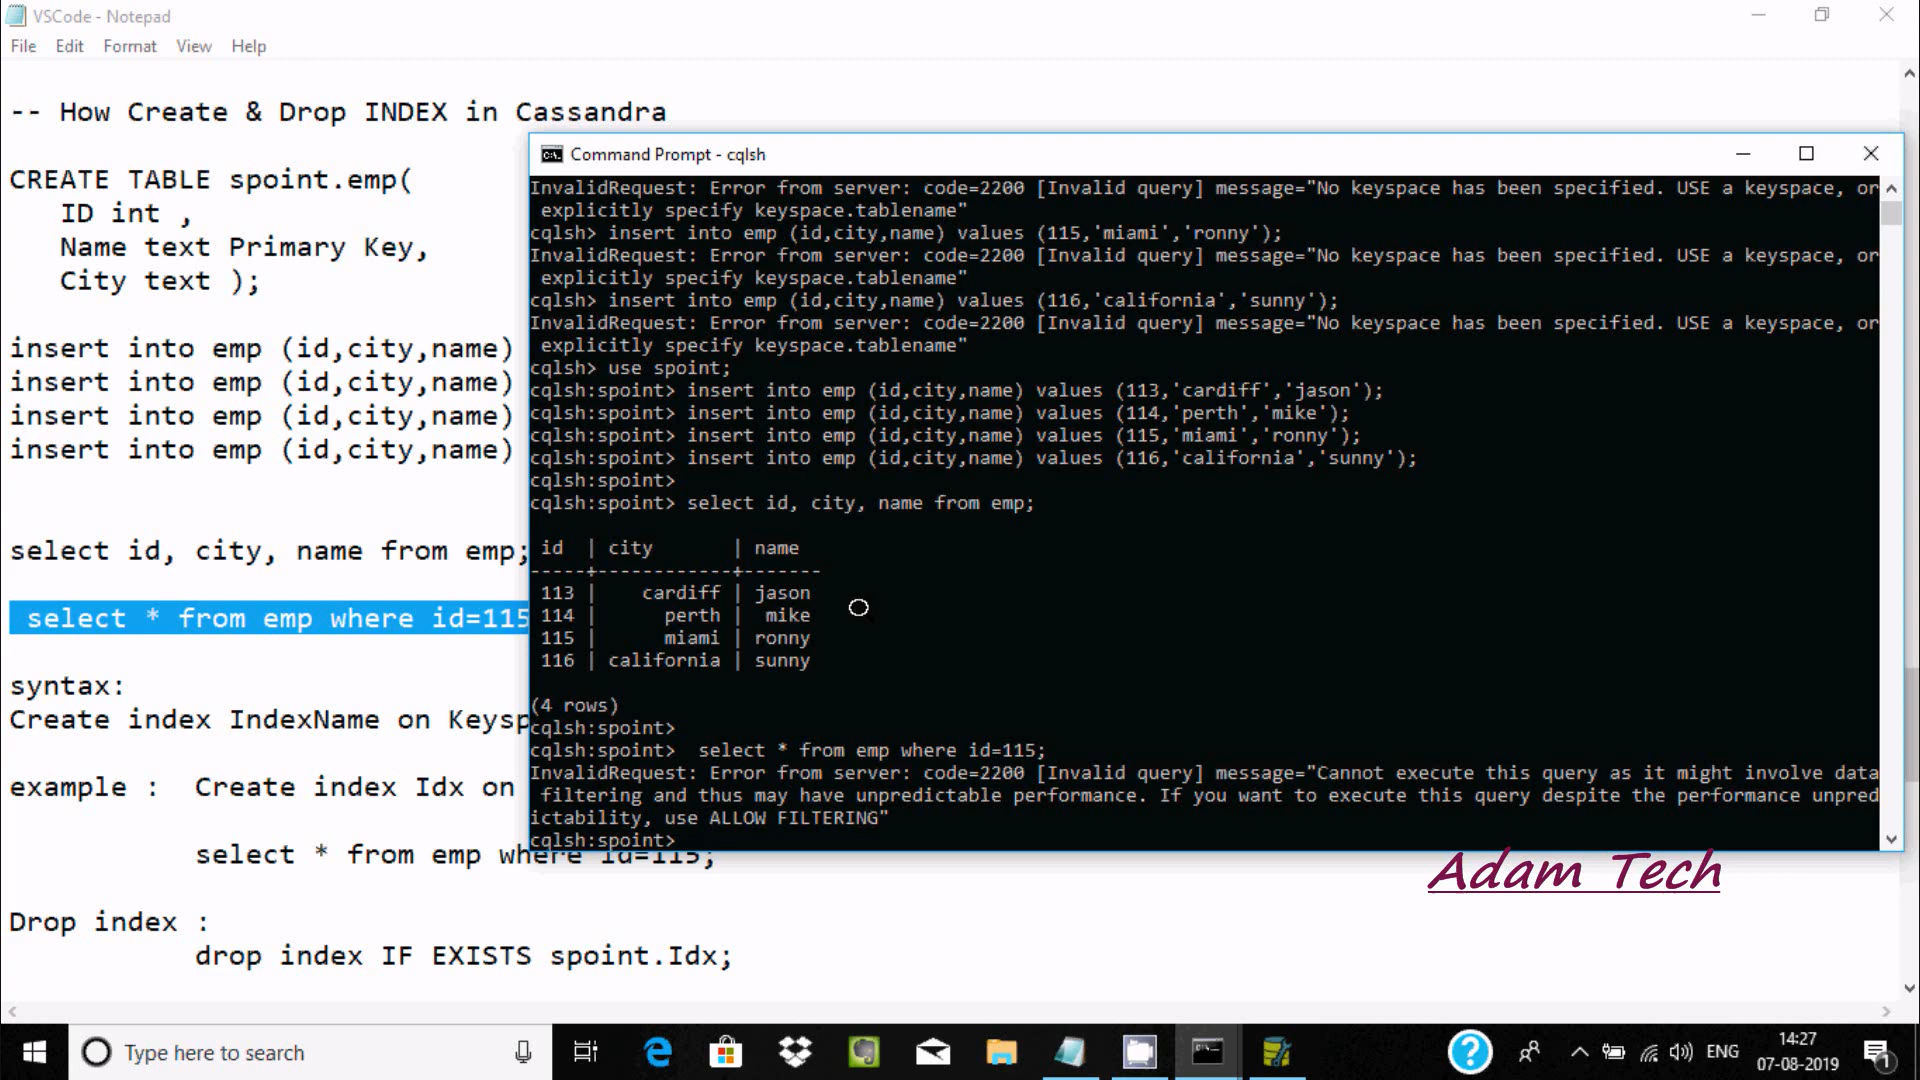 VSCode - Notepad
File Edit Format View Help
-- How Create & Drop INDEX in Cassandra
CREATE TABLE spoint.emp(
ID int ,
Name text Primary Key,
City text );
insert into emp (id,city,name)
insert into emp (id,city,name)
insert into emp (id,city,name)
insert into emp (id,city,name)
select id, city, name from emp;
select * from emp where id=115
syntax:
Create index IndexName on Keysp
example : Create index Idx on
select * from emp where id=115;
Drop index :
drop index IF EXISTS spoint.Idx;
Command Prompt - cqlsh
InvalidRequest: Error from server: code=2200 [Invalid query] message="No keyspace has been specified. USE a keyspace, or
explicitly specify keyspace.tablename"
cqlsh> insert into emp (id,city,name) values (115,'miami','ronny');
InvalidRequest: Error from server: code=2200 [Invalid query] message="No keyspace has been specified. USE a keyspace, or
explicitly specify keyspace.tablename"
cqlsh> insert into emp (id,city,name) values (116,'california','sunny');
InvalidRequest: Error from server: code=2200 [Invalid query] message="No keyspace has been specified. USE a keyspace, or
explicitly specify keyspace.tablename"
cqlsh> use spoint;
cqlsh:spoint> insert into emp (id,city,name) values (113,'cardiff','jason');
cqlsh:spoint> insert into emp (id,city,name) values (114,'perth','mike');
cqlsh:spoint> insert into emp (id,city,name) values (115,'miami','ronny');
cqlsh:spoint> insert into emp (id,city,name) values (116,'california','sunny');
cqlsh:spoint>
cqlsh:spoint> select id, city, name from emp;
id | city | name
-----+------------+-------
113 | cardiff | jason
114 | perth | mike
115 | miami | ronny
116 | california | sunny
(4 rows)
cqlsh:spoint>
cqlsh:spoint> select * from emp where id=115;
InvalidRequest: Error from server: code=2200 [Invalid query] message="Cannot execute this query as it might involve data
filtering and thus may have unpredictable performance. If you want to execute this query despite the performance unpred
ictability, use ALLOW FILTERING"
cqlsh:spoint>
Adam Tech
Type here to search
ENG
14:27
07-08-2019
1